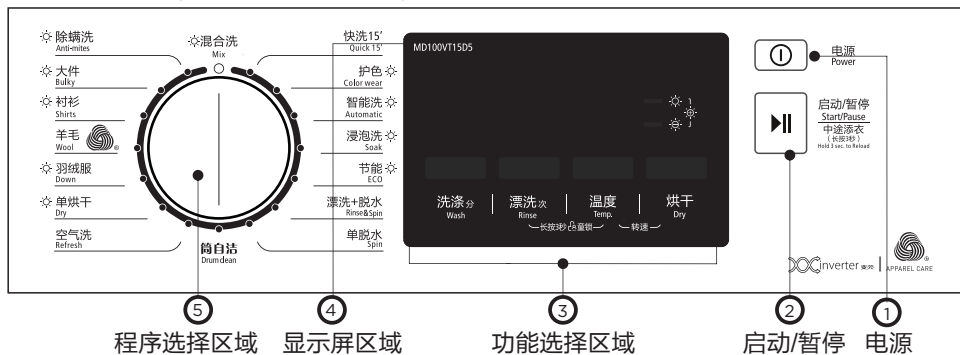 除螨洗
Anti-mites
大件
Bulky
衬衫
Shirts
羊毛
Wool
羽绒服
Down
单烘干
Dry
空气洗
Refresh
混合洗
Mix
筒自洁
Drum clean
快洗15'
Quick 15'
护色
Color wear
智能洗
Automatic
浸泡洗
Soak
节能
ECO
漂洗+脱水
Rinse&Spin
单脱水
Spin
MD100VT15D5
洗涤分
Wash
漂洗次
Rinse
温度
Temp.
烘干
Dry
长按3秒 童锁
转速
电源
Power
启动/暂停
Start/Pause
中途添衣
(长按3秒)
Hold 3 sec. to Reload
inverter
APPAREL CARE
⑤ ④ ③ ② ①
程序选择区域 显示屏区域 功能选择区域 启动/暂停 电源